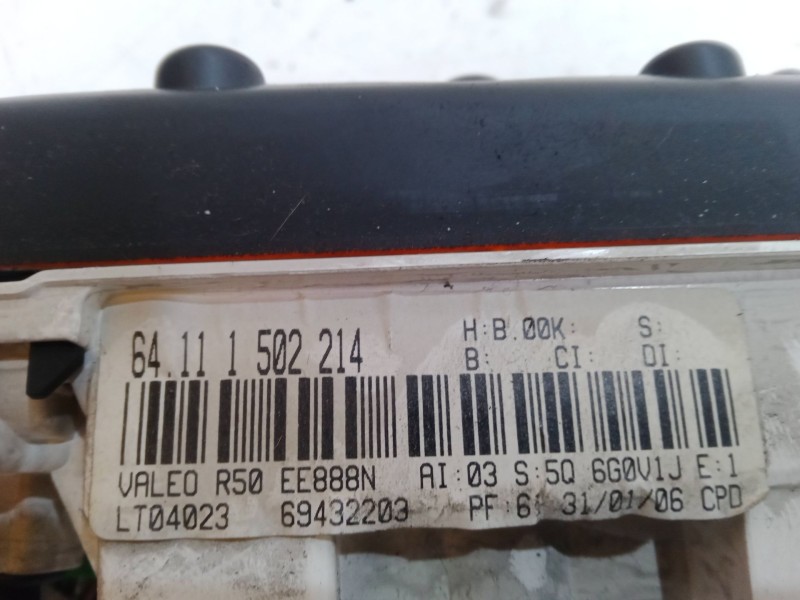 64.11 1 502 214
H:B.00K: S:
B: CI: DI:
VALEO R50 EE888N AI:03 S:5Q 6G0V1J E:1
LT04023 69432203 PF:6: 31/01/06 CPD